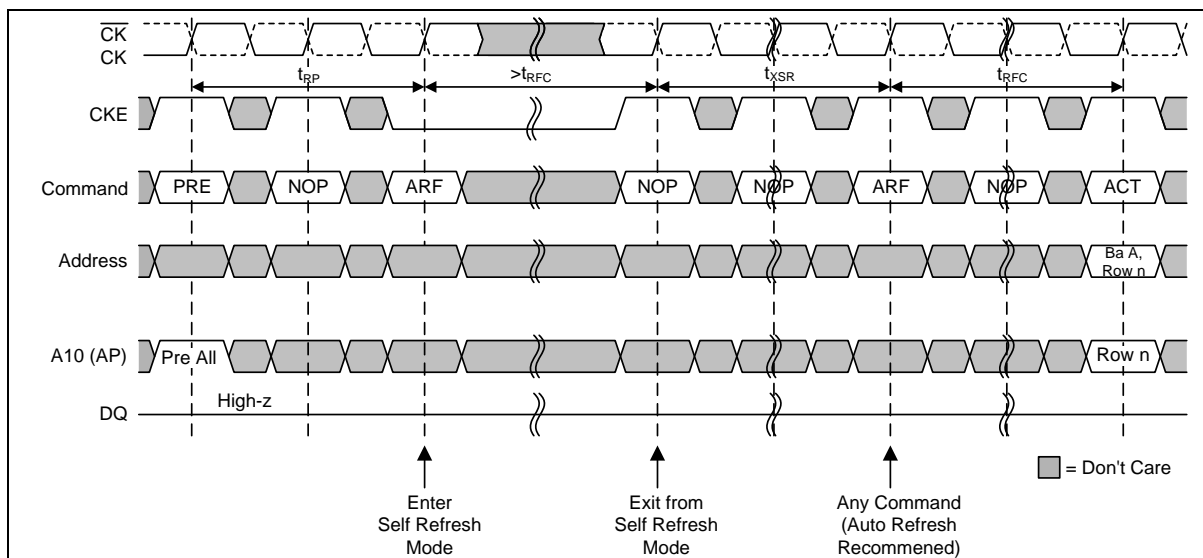 CK
CK
tRP >tRFC tXSR tRFC
CKE
Command PRE NOP ARF NOP NOP ARF NOP ACT
Address Ba A,
Row n
A10 (AP) Pre All Row n
DQ High-z
= Don't Care
Enter
Self Refresh
Mode
Exit from
Self Refresh
Mode
Any Command
(Auto Refresh
Recommened)